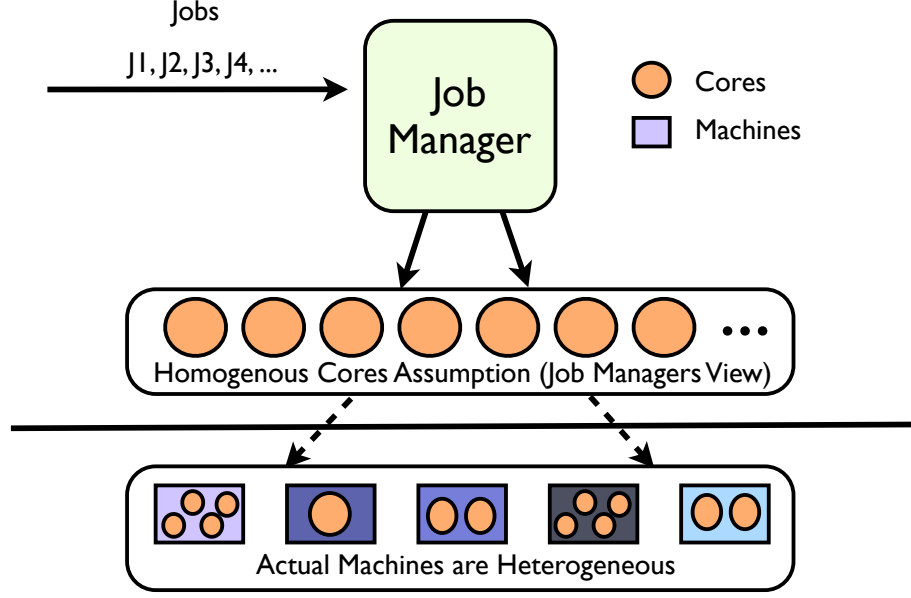 Jobs
J1, J2, J3, J4, ...
Job
Manager
Cores
Machines
Homogenous Cores Assumption (Job Managers View)
Actual Machines are Heterogeneous